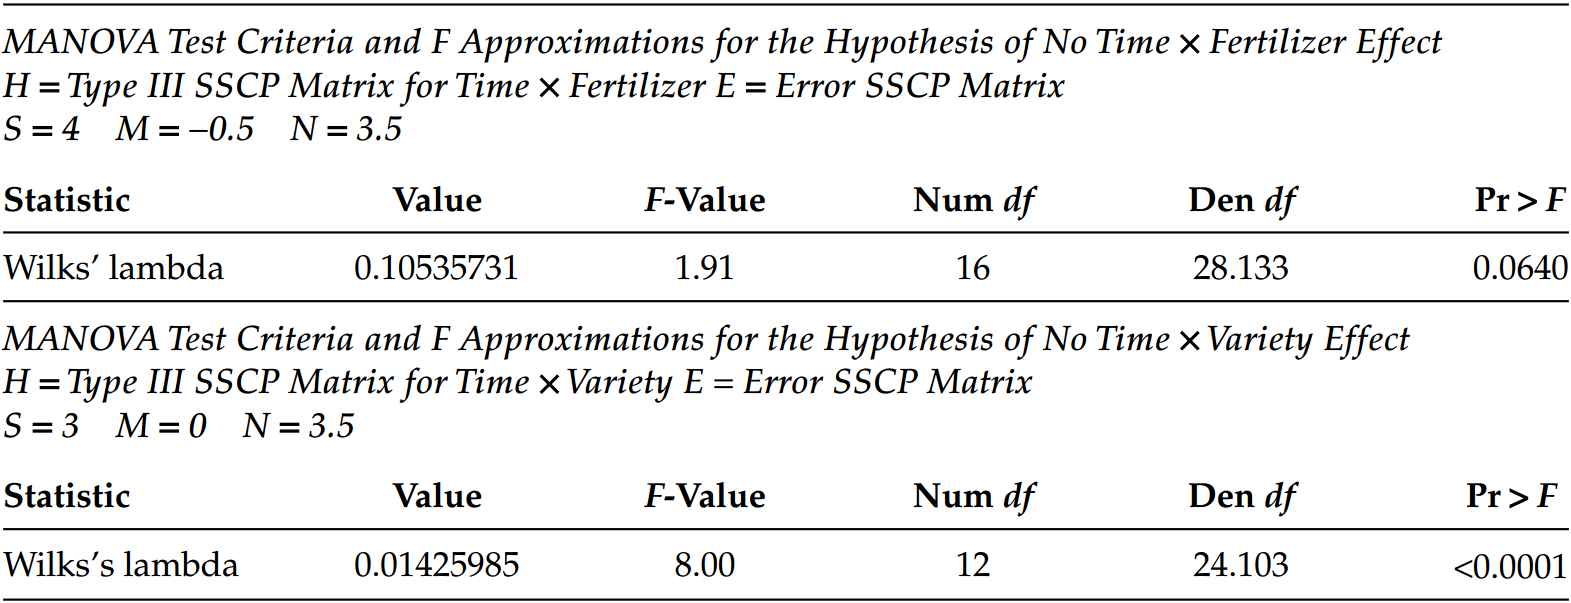 MANOVA Test Criteria and F Approximations for the Hypothesis of No Time × Fertilizer Effect
H = Type III SSCP Matrix for Time × Fertilizer E = Error SSCP Matrix
S = 4 M = –0.5 N = 3.5
Statistic Value F-Value Num df Den df Pr > F
Wilks’ lambda 0.10535731 1.91 16 28.133 0.0640
MANOVA Test Criteria and F Approximations for the Hypothesis of No Time × Variety Effect
H = Type III SSCP Matrix for Time × Variety E = Error SSCP Matrix
S = 3 M = 0 N = 3.5
Statistic Value F-Value Num df Den df Pr > F
Wilks’s lambda 0.01425985 8.00 12 24.103 <0.0001